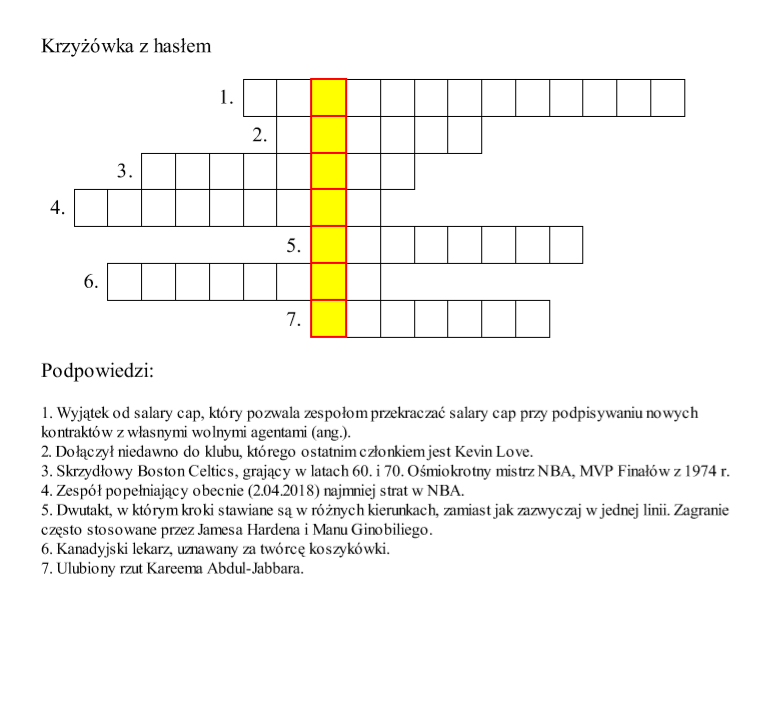 Krzyżówka z hasłem
1.
2.
3.
4.
5.
6.
7.
Podpowiedzi:
1. Wyjątek od salary cap, który pozwala zespołom przekraczać salary cap przy podpisywaniu nowych
kontraktów z własnymi wolnymi agentami (ang.).
2. Dołączył niedawno do klubu, którego ostatnim członkiem jest Kevin Love.
3. Skrzydłowy Boston Celtics, grający w latach 60. i 70. Ośmiokrotny mistrz NBA, MVP Finałów z 1974 r.
4. Zespół popełniający obecnie (2.04.2018) najmniej strat w NBA.
5. Dwutakt, w którym kroki stawiane są w różnych kierunkach, zamiast jak zazwyczaj w jednej linii. Zagranie
często stosowane przez Jamesa Hardena i Manu Ginobiliego.
6. Kanadyjski lekarz, uznawany za twórcę koszykówki.
7. Ulubiony rzut Kareema Abdul-Jabbara.